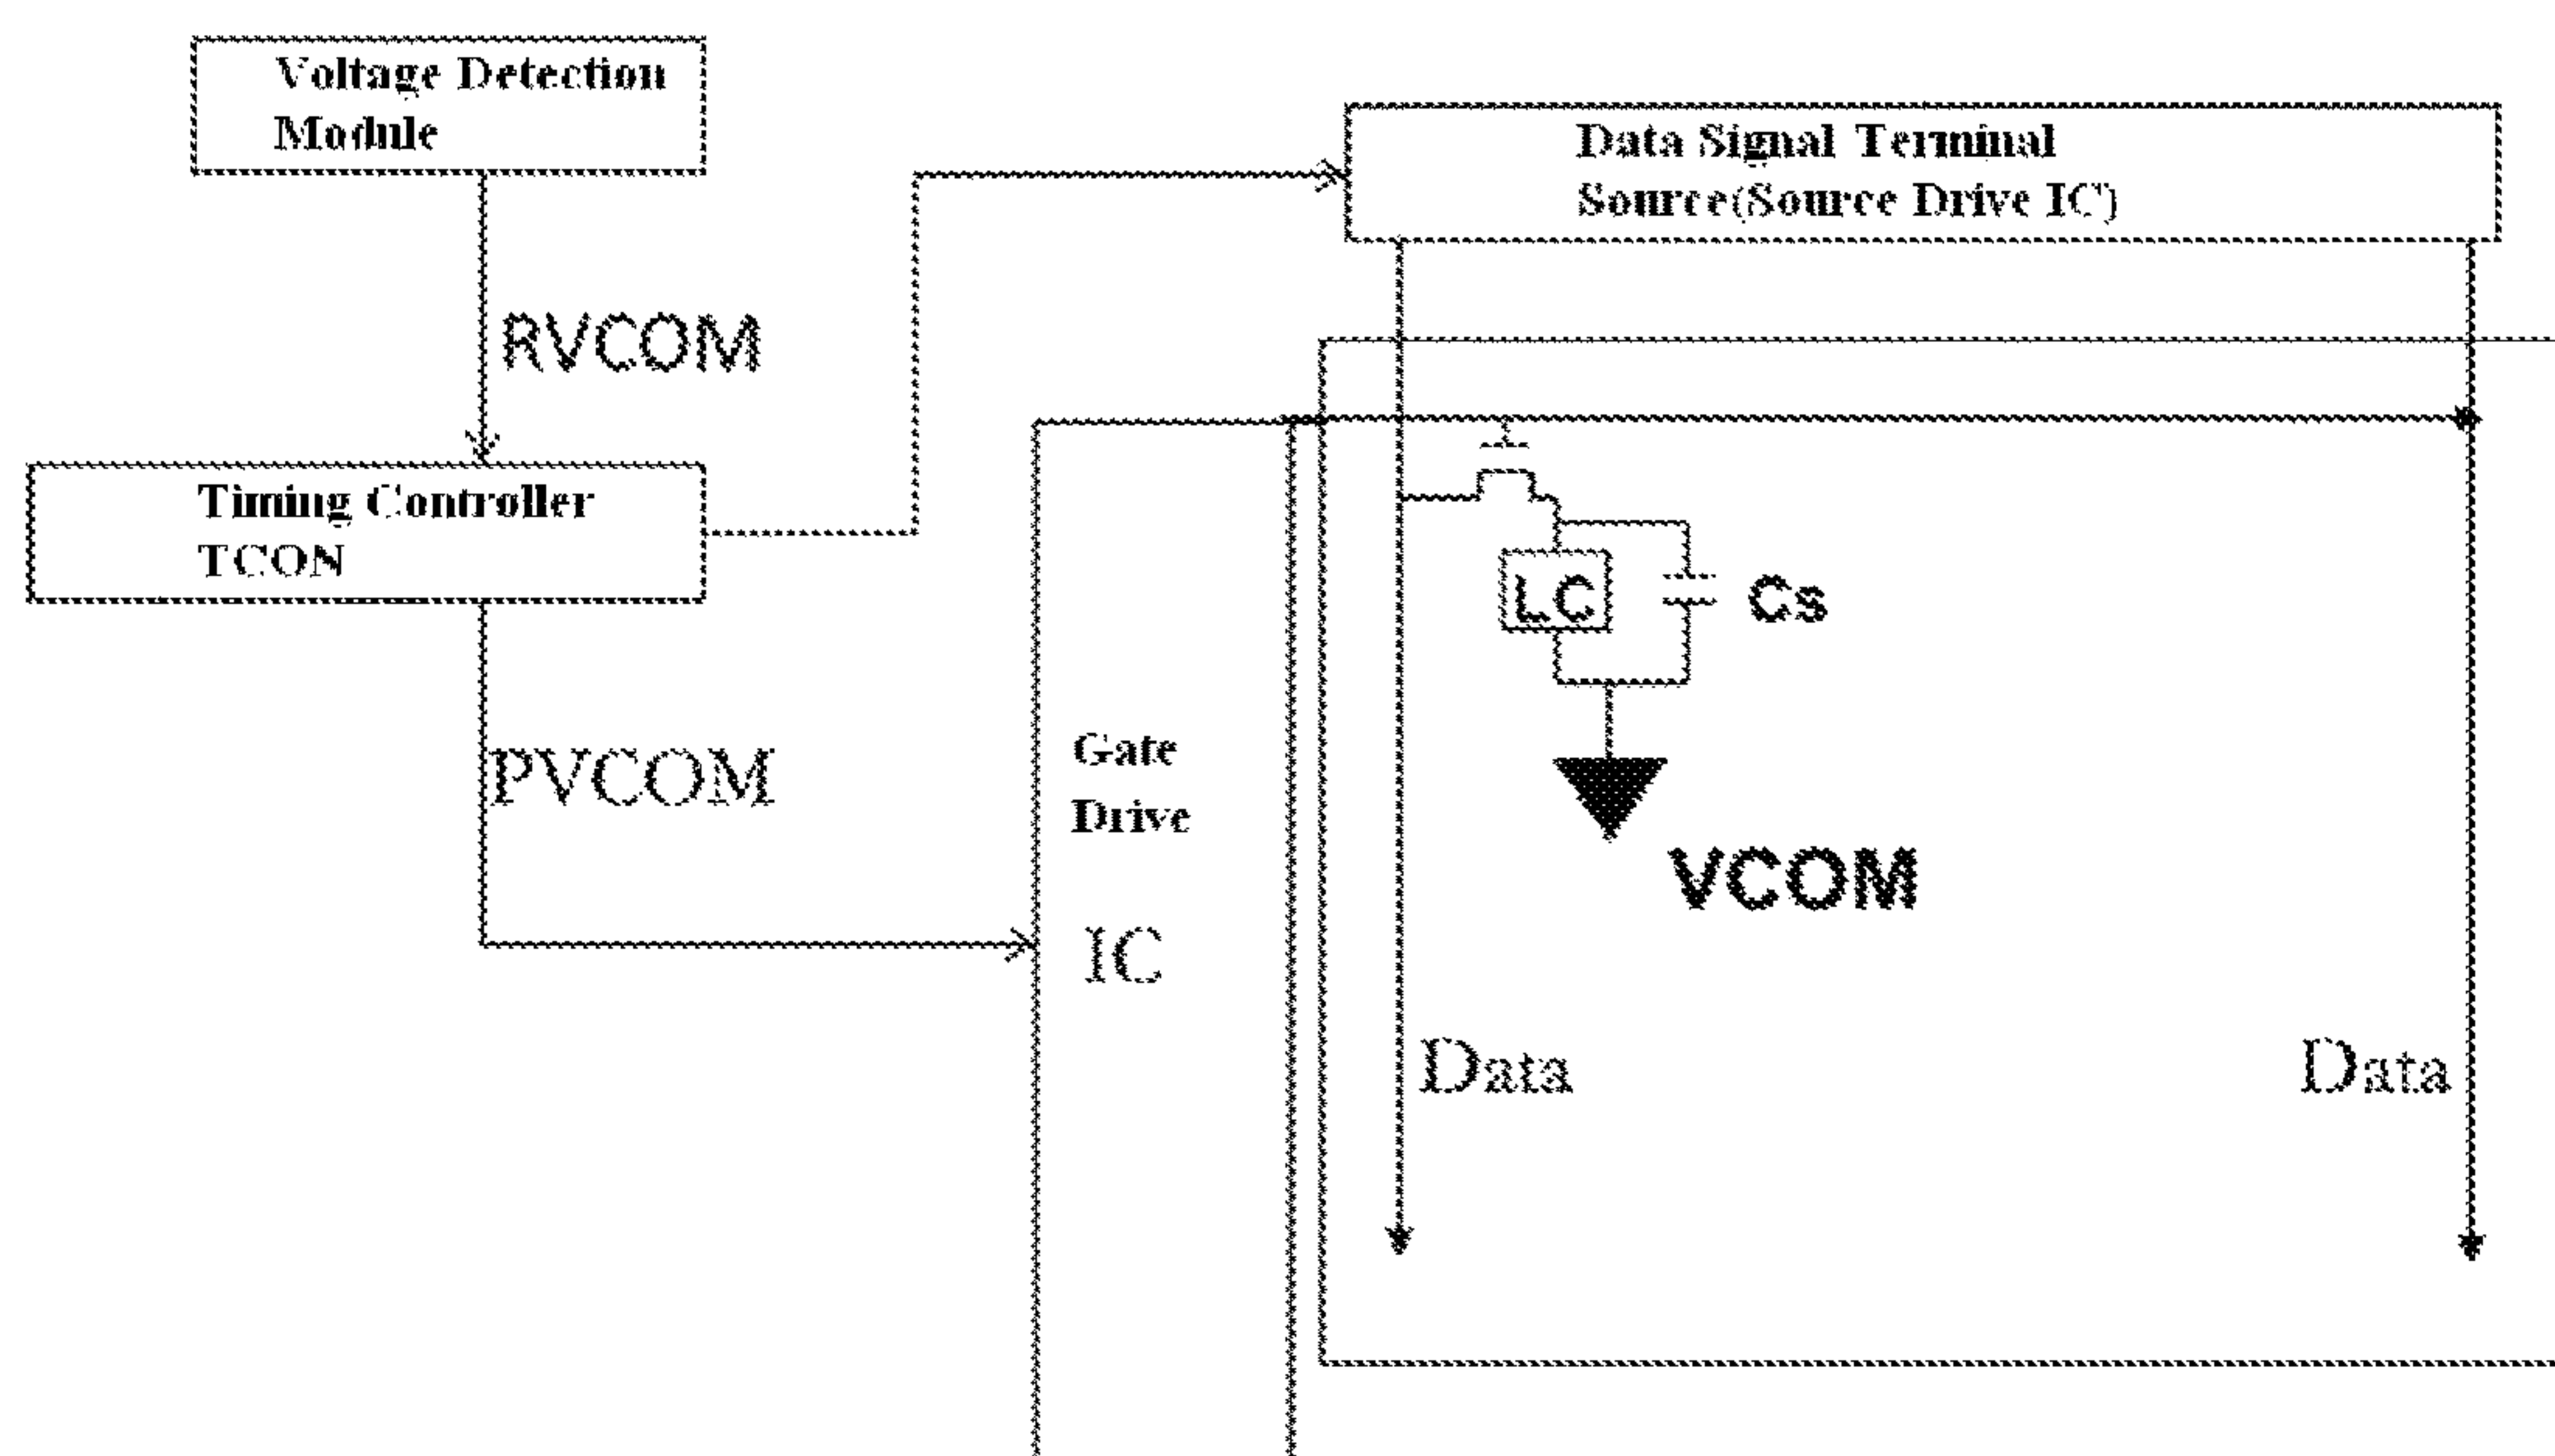 Voltage Detection
Module
Data Signal Terminal
Source(Source Drive IC)
RVCOM
Timing Controller
TCON
LC
Cs
PVCOM
Gate
Drive
IC
VCOM
Data
Data